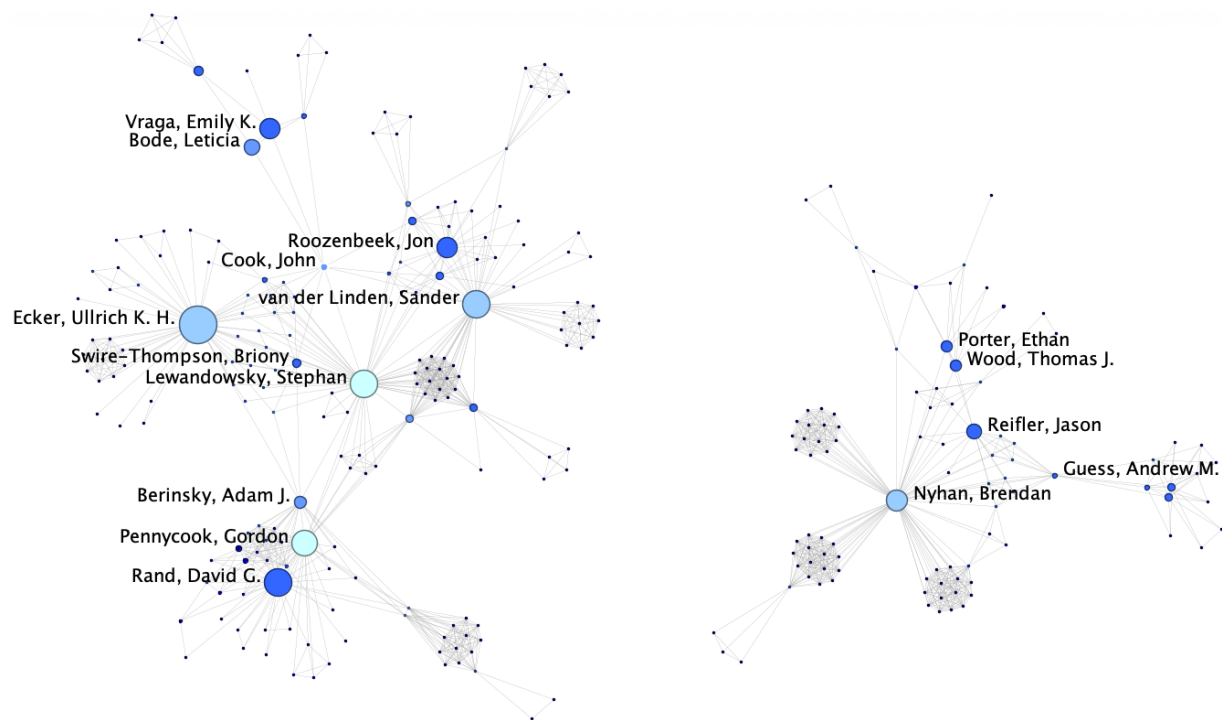 Vraga, Emily K.
Bode, Leticia
Roozenbeek, Jon
Cook, John
van der Linden, Sander
Ecker, Ullrich K. H.
Swire-Thompson, Briony
Lewandowsky, Stephan
Berinsky, Adam J.
Pennycook, Gordon
Rand, David G.
Porter, Ethan
Wood, Thomas J.
Reifler, Jason
Guess, Andrew M.
Nyhan, Brendan